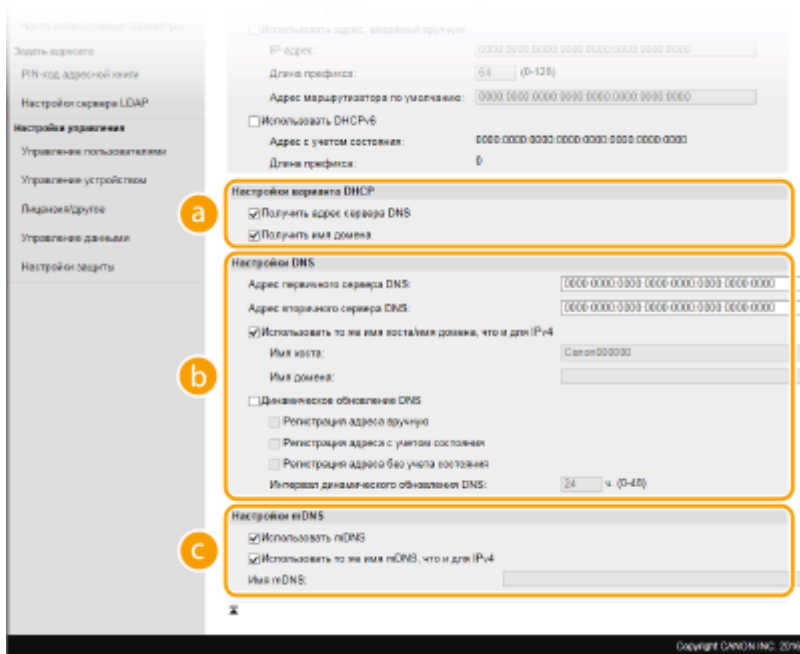 Часто используемые параметры
Использовать адрес, введенный вручную
Задать адресата
IP-адрес: 0000:0000:0000:0000:0000:0000:0000:0000
PIN-код адресной книги
Длина префикса: 64 (0-128)
Настройки сервера LDAP
Адрес маршрутизатора по умолчанию: 0000:0000:0000:0000:0000:0000:0000:0000
Настройки управления
Использовать DHCPv6
Управление пользователями
Адрес с учетом состояния: 0000:0000:0000:0000:0000:0000:0000:0000
Длина префикса: 0
Управление устройством
Лицензия/другое
Управление данными
Настройки защиты
a
Настройки варианта DHCP
Получить адрес сервера DNS
Получить имя домена
b
Настройки DNS
Адрес первичного сервера DNS: 0000:0000:0000:0000:0000:0000:0000:0000
Адрес вторичного сервера DNS: 0000:0000:0000:0000:0000:0000:0000:0000
Использовать то же имя хоста/имя домена, что и для IPv4
Имя хоста: Canon000000
Имя домена:
Динамическое обновление DNS
Регистрация адреса вручную
Регистрация адреса с учетом состояния
Регистрация адреса без учета состояния
Интервал динамического обновления DNS: 24 ч. (0-48)
c
Настройки mDNS
Использовать mDNS
Использовать то же имя mDNS, что и для IPv4
Имя mDNS:
Copyright CANON INC. 2016